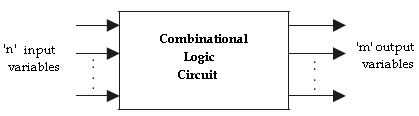 'n' input
variables
Combinational
Logic
Circuit
'm' output
variables